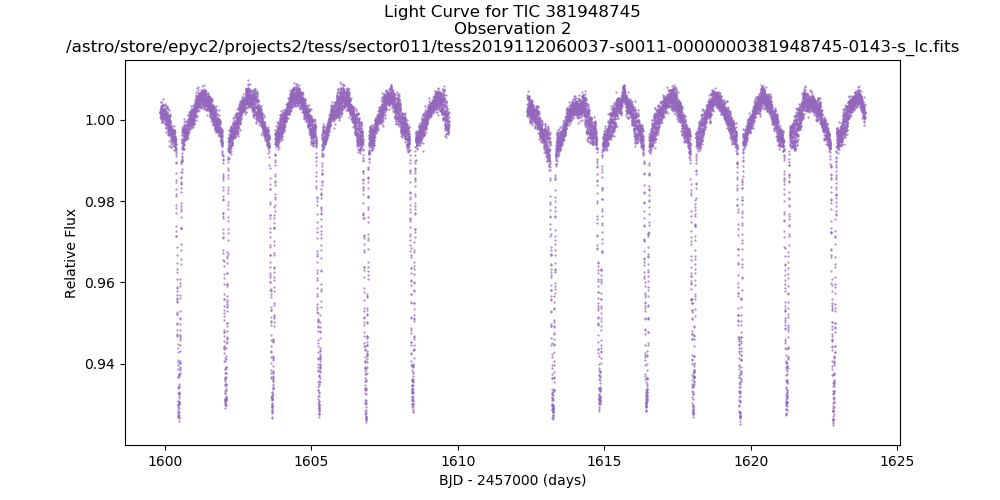 Light Curve for TIC 381948745
Observation 2
/astro/store/epyc2/projects2/tess/sector011/tess2019112060037-s0011-0000000381948745-0143-s_lc.fits
1.00
0.98
0.96
0.94
Relative Flux
1600
1605
1610
1615
1620
1625
BJD - 2457000 (days)